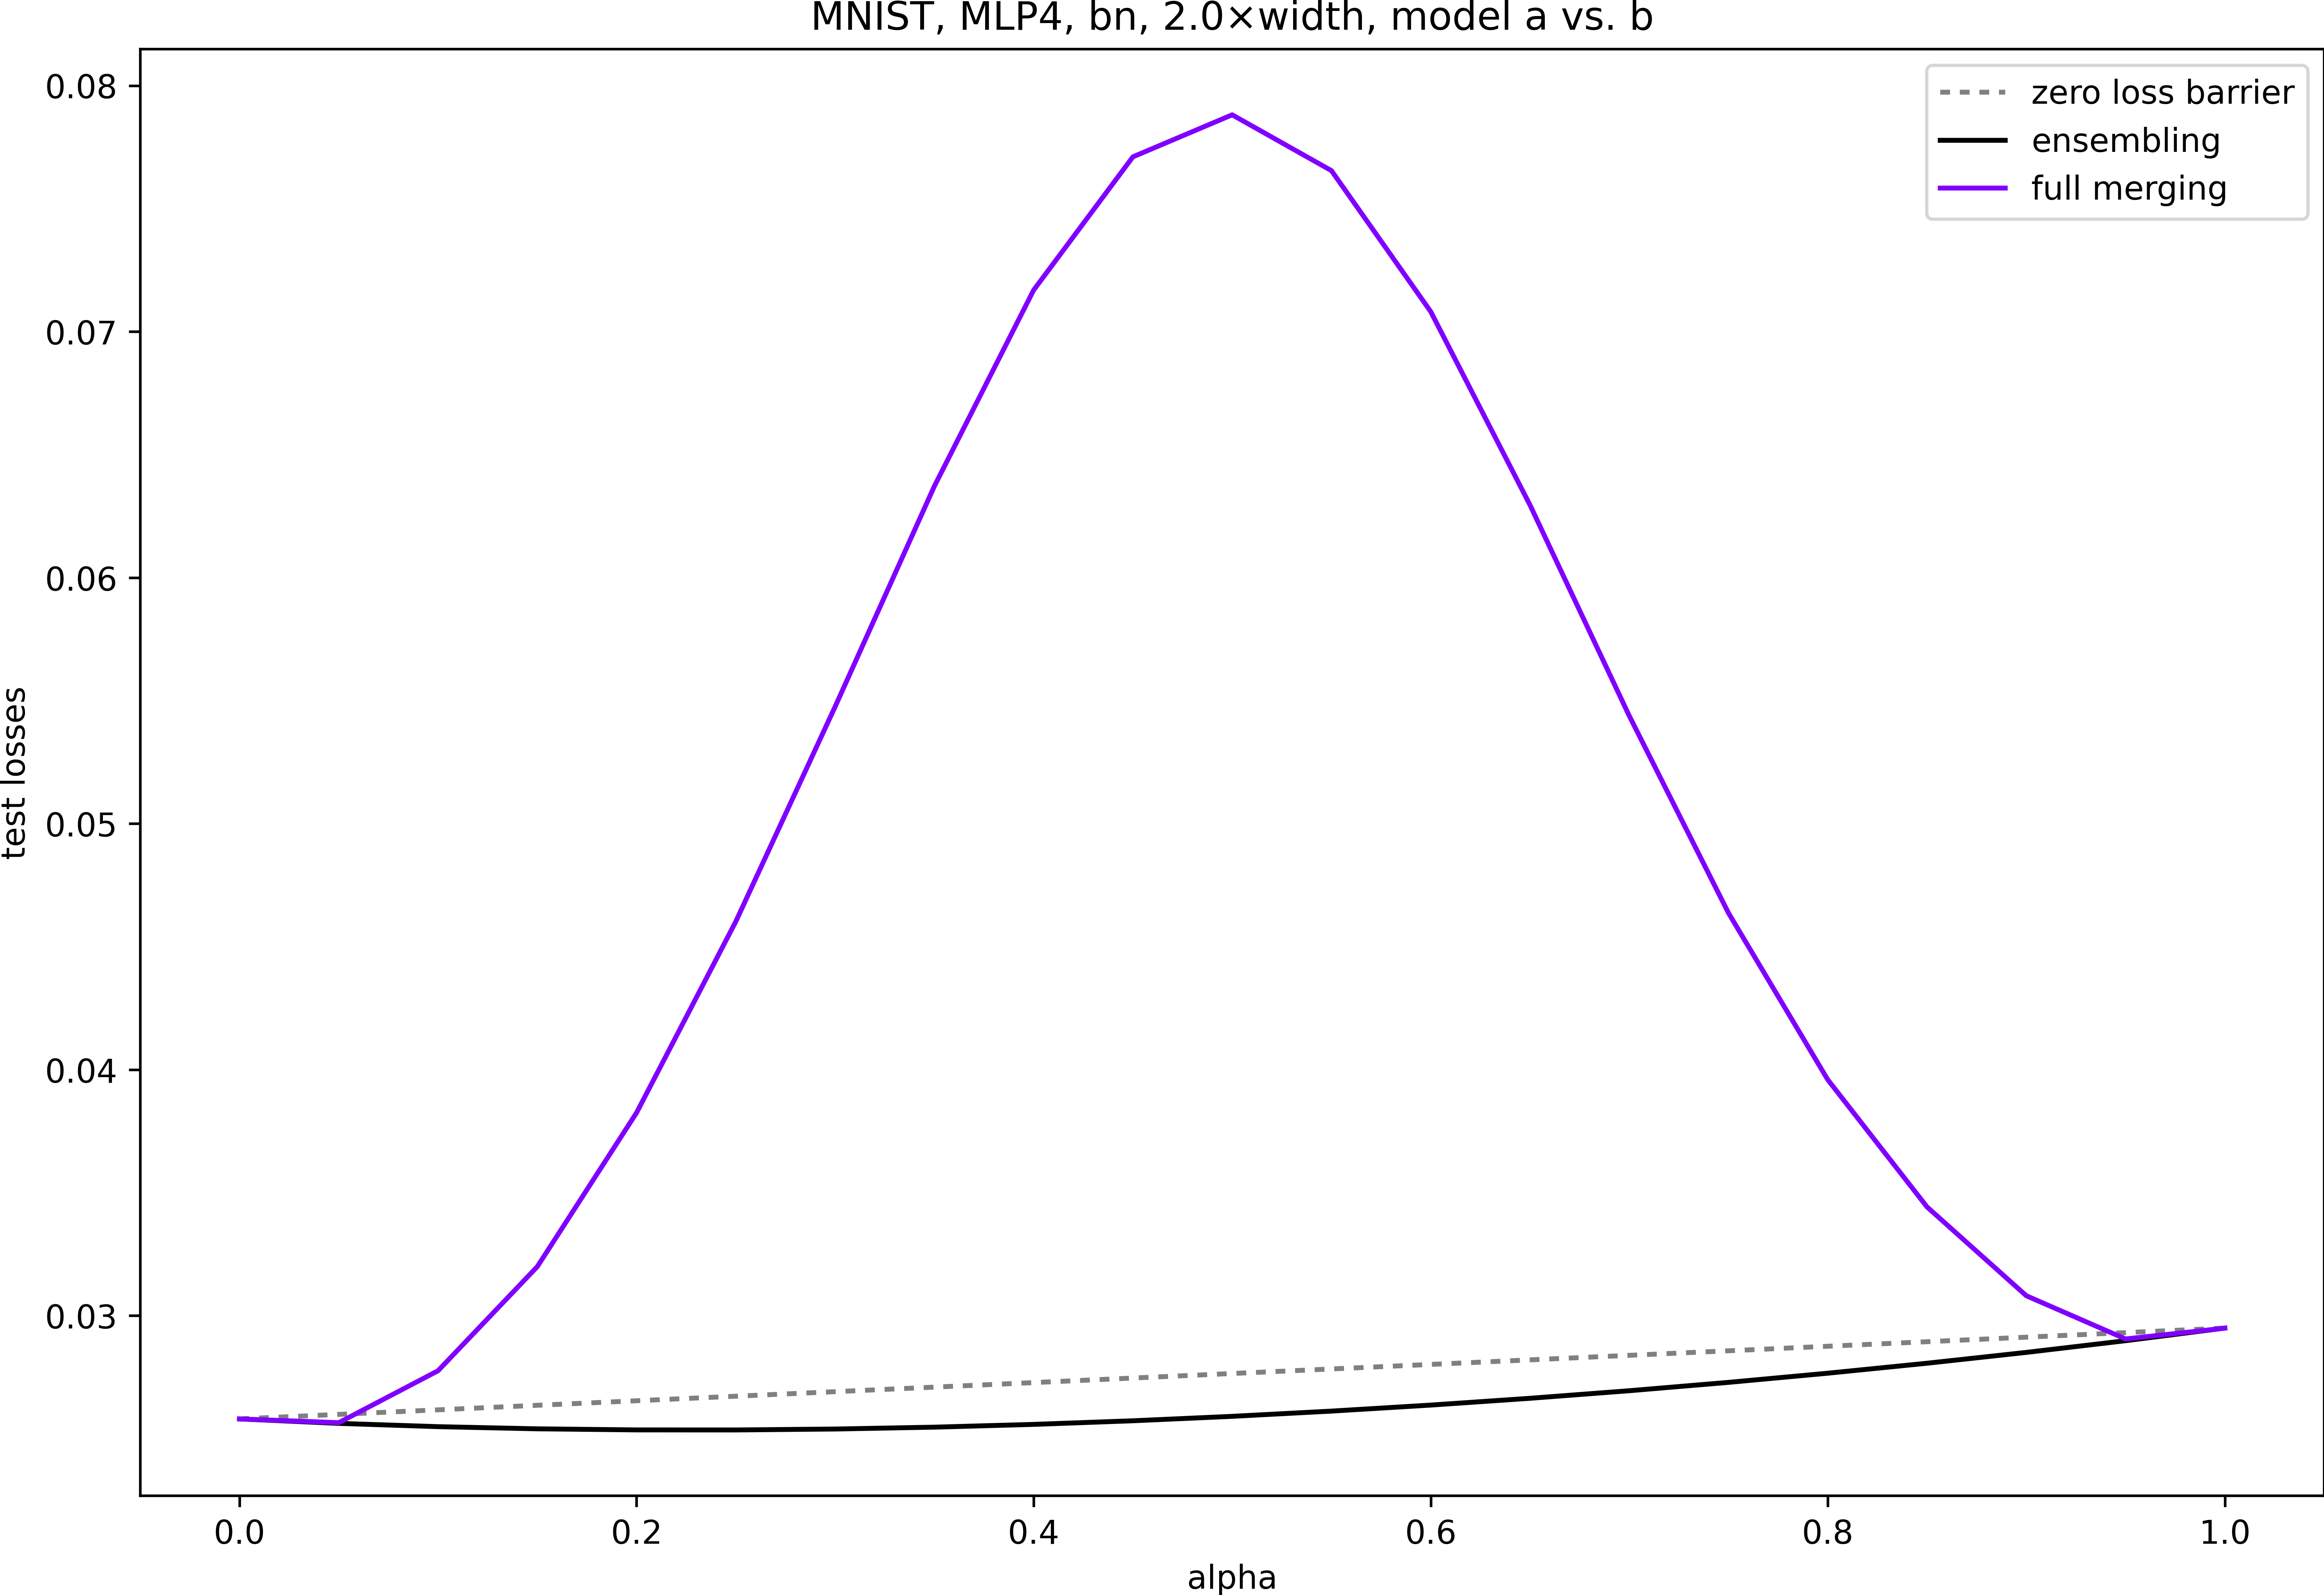 MNIST, MLP4, bn, 2.0×width, model a vs. b
zero loss barrier
ensembling
full merging
0.08
0.07
0.06
0.05
0.04
0.03
test losses
0.0 0.2 0.4 0.6 0.8 1.0
alpha